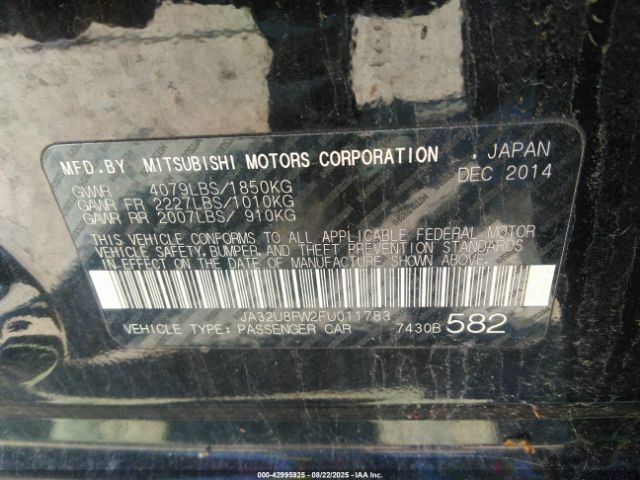 MFD.BY MITSUBISHI MOTORS CORPORATION , JAPAN
DEC 2014
GVWR 4079LBS/1850KG
GAWR FR 2227LBS/1010KG
GAWR RR 2007LBS/ 910KG
THIS VEHICLE CONFORMS TO ALL APPLICABLE FEDERAL MOTOR
VEHICLE SAFETY, BUMPER, AND THEFT PREVENTION STANDARDS
IN EFFECT ON THE DATE OF MANUFACTURE SHOWN ABOVE.
JA32U8FW2FU011783
VEHICLE TYPE: PASSENGER CAR 7430B 582
000-42995925 - 08/22/2025 - IAA Inc.